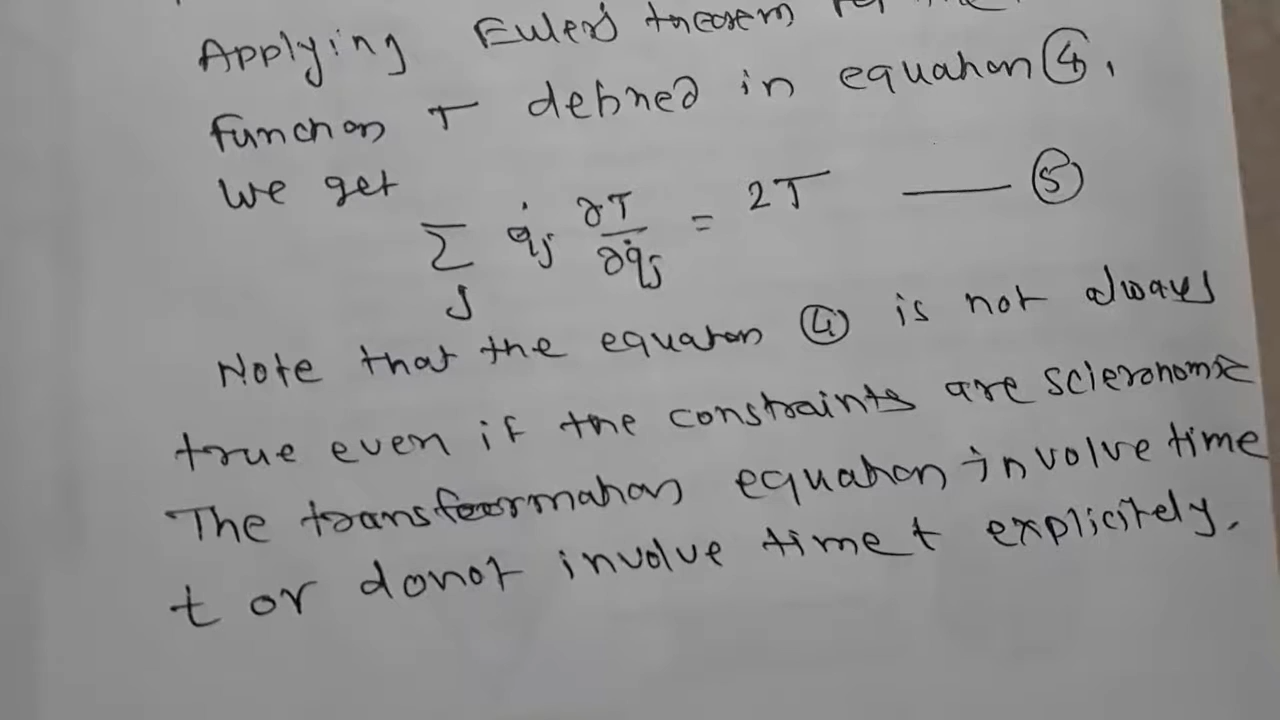 Applying Euler's theorem
function T defined in equation ④,
we get
∑ⱼ q̇ⱼ ∂T/∂q̇ⱼ = 2T —— ⑤
Note that the equation ④ is not always
true even if the constraints are scleronomic
The transformation equation involve time
t or donot involve time t explicitely.